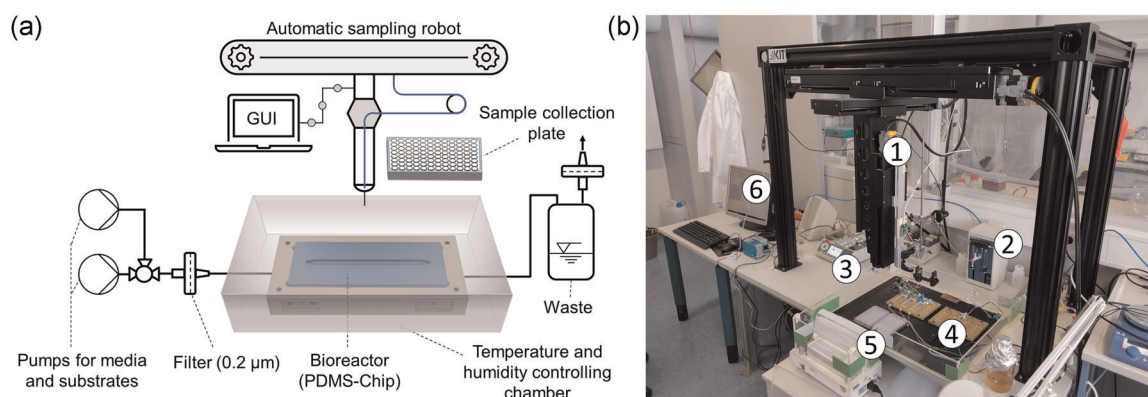 (a)
Automatic sampling robot
GUI
Sample collection
plate
Pumps for media
and substrates
Filter (0.2 µm)
Bioreactor
(PDMS-Chip)
Temperature and
humidity controlling
chamber
Waste
(b)
KIT
1
2
3
4
5
6